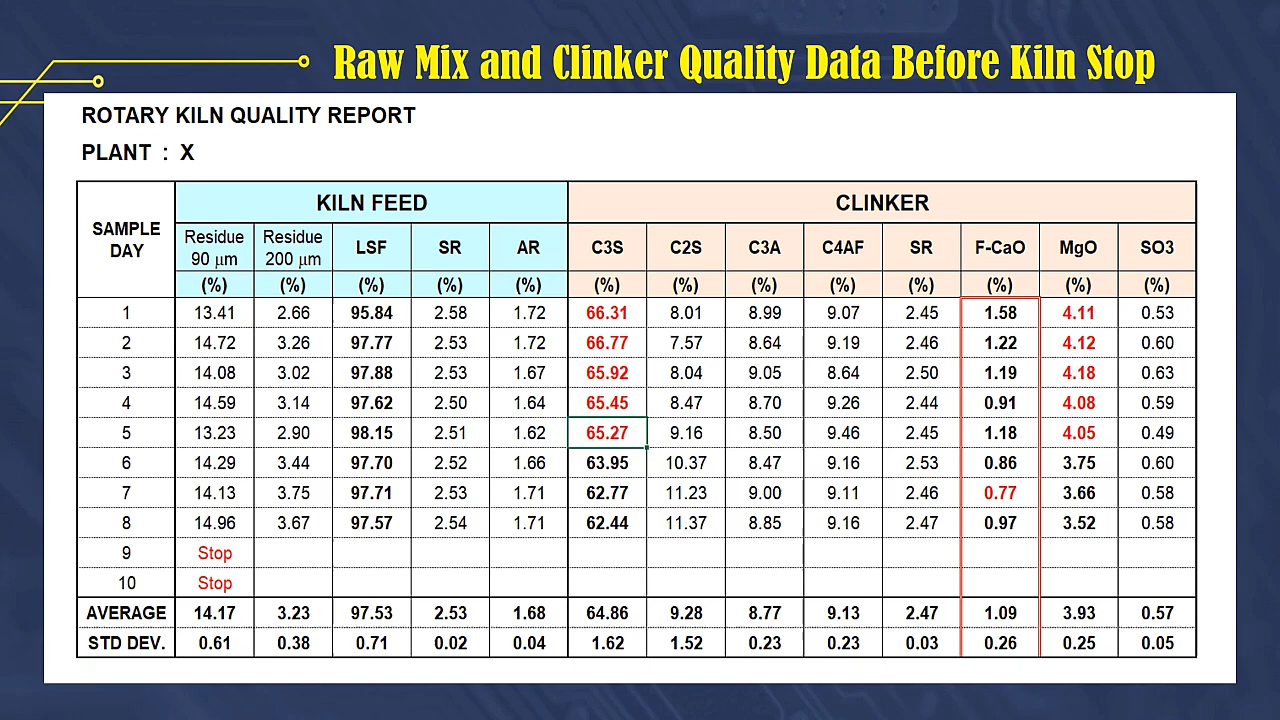 Raw Mix and Clinker Quality Data Before Kiln Stop
ROTARY KILN QUALITY REPORT
PLANT : X
SAMPLE DAY KILN FEED CLINKER
Residue 90 μm Residue 200 μm LSF SR AR C3S C2S C3A C4AF SR F-CaO MgO SO3
(%) (%) (%) (%) (%) (%) (%) (%) (%) (%) (%) (%) (%)
1 13.41 2.66 95.84 2.58 1.72 66.31 8.01 8.99 9.07 2.45 1.58 4.11 0.53
2 14.72 3.26 97.77 2.53 1.72 66.77 7.57 8.64 9.19 2.46 1.22 4.12 0.60
3 14.08 3.02 97.88 2.53 1.67 65.92 8.04 9.05 8.64 2.50 1.19 4.18 0.63
4 14.59 3.14 97.62 2.50 1.64 65.45 8.47 8.70 9.26 2.44 0.91 4.08 0.59
5 13.23 2.90 98.15 2.51 1.62 65.27 9.16 8.50 9.46 2.45 1.18 4.05 0.49
6 14.29 3.44 97.70 2.52 1.66 63.95 10.37 8.47 9.16 2.53 0.86 3.75 0.60
7 14.13 3.75 97.71 2.53 1.71 62.77 11.23 9.00 9.11 2.46 0.77 3.66 0.58
8 14.96 3.67 97.57 2.54 1.71 62.44 11.37 8.85 9.16 2.47 0.97 3.52 0.58
9 Stop
10 Stop
AVERAGE 14.17 3.23 97.53 2.53 1.68 64.86 9.28 8.77 9.13 2.47 1.09 3.93 0.57
STD DEV. 0.61 0.38 0.71 0.02 0.04 1.62 1.52 0.23 0.23 0.03 0.26 0.25 0.05